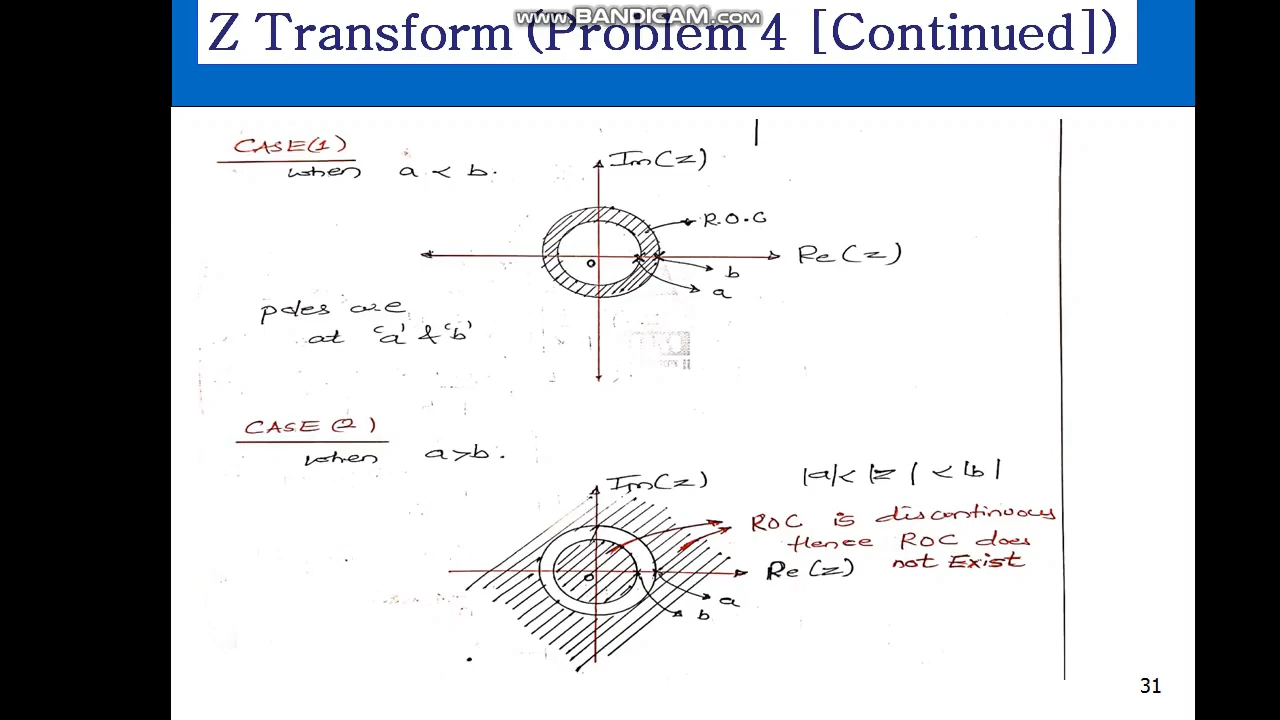 www.BANDICAM.com
Z Transform (Problem 4 [Continued])
CASE(1)
when a < b.
Im(z)
R.O.C
Re(z)
b
a
o
poles are
at 'a' & 'b'
CASE (2)
when a>b.
Im(z)
|a| < |z| < |b|
ROC is discontinuous
Hence ROC does
not Exist
Re(z)
o
a
b
31